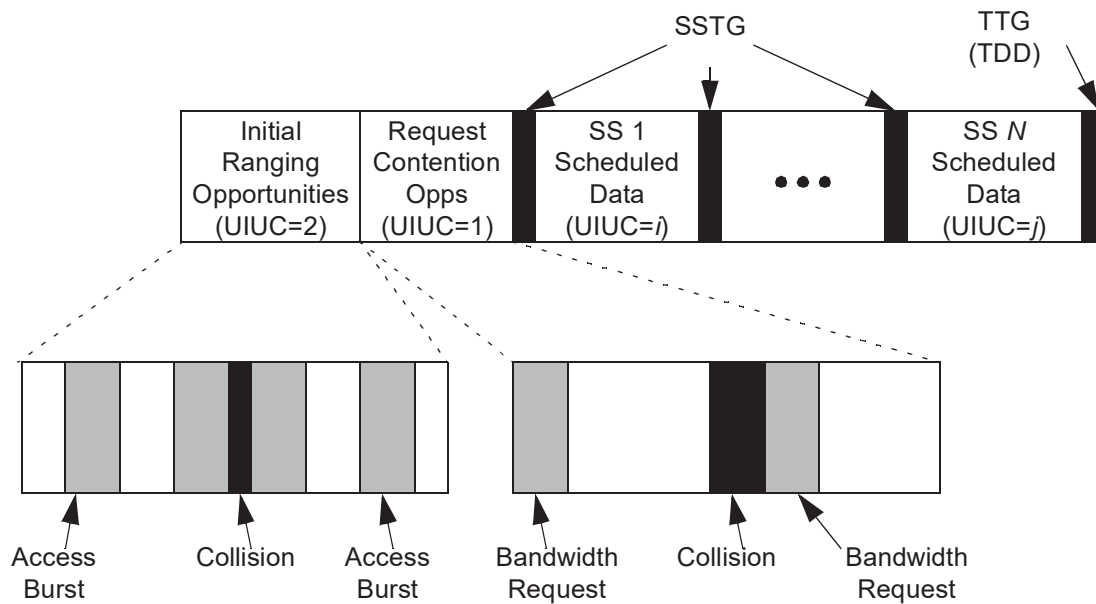 SSTG
TTG
(TDD)
Initial
Ranging
Opportunities
(UIUC=2)
Request
Contention
Opps
(UIUC=1)
SS 1
Scheduled
Data
(UIUC=i)
•••
SS N
Scheduled
Data
(UIUC=j)
Access
Burst
Collision
Access
Burst
Bandwidth
Request
Collision
Bandwidth
Request